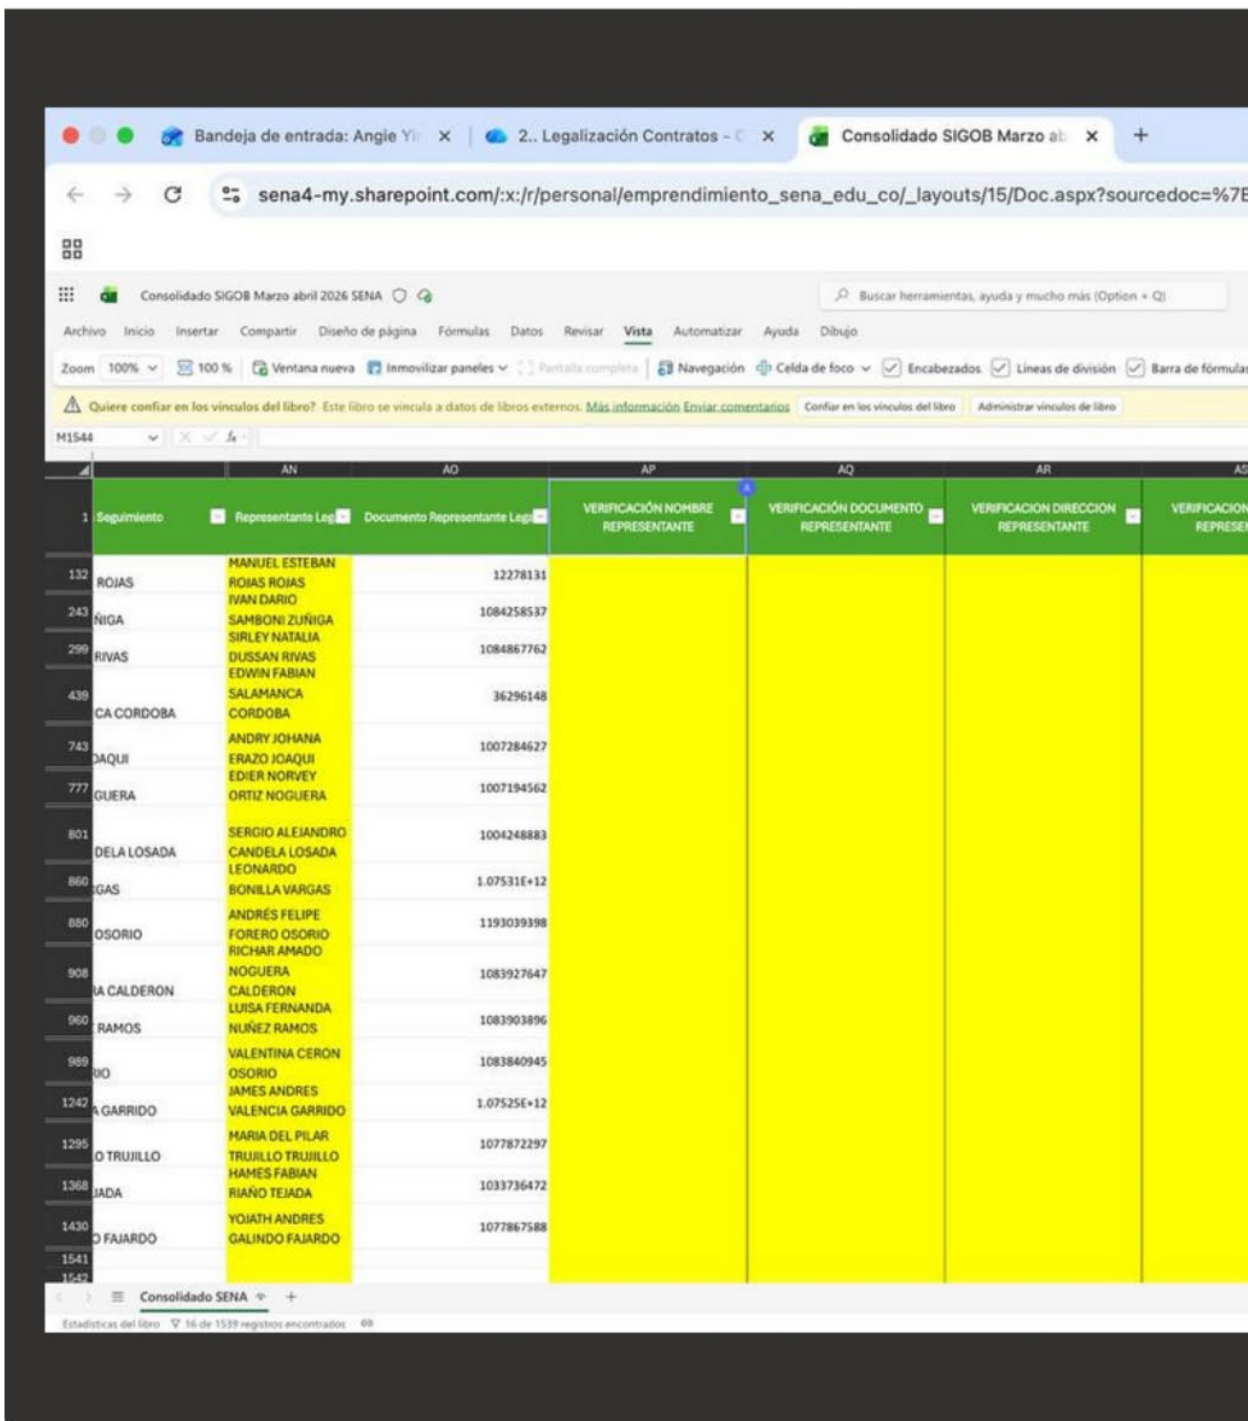 Bandeja de entrada: Angie Yi
2.. Legalización Contratos - C
Consolidado SIGOB Marzo ab
sena4-my.sharepoint.com/:x:/r/personal/emprendimiento_sena_edu_co/_layouts/15/Doc.aspx?sourcedoc=%7E
Consolidado SIGOB Marzo abril 2026 SENA
Buscar herramientas, ayuda y mucho más (Option + Q)
Archivo Inicio Insertar Compartir Diseño de página Fórmulas Datos Revisar Vista Automatizar Ayuda Dibujo
Zoom 100% 100 % Ventana nueva Inmovilizar paneles Pantalla completa Navegación Celda de foco Encabezados Líneas de división Barra de fórmulas
Quiere confiar en los vínculos del libro? Este libro se vincula a datos de libros externos. Más información Enviar comentarios Confiar en los vínculos del libro Administrar vínculos de libro
M1544 fx
AN AO AP AQ AR AS
1 Seguimiento Representante Leg Documento Representante Lega VERIFICACIÓN NOMBRE VERIFICACIÓN DOCUMENTO VERIFICACION DIRECCION VERIFICACION
REPRESENTANTE REPRESENTANTE REPRESENTANTE REPRESEN
A
132 ROJAS MANUEL ESTEBAN 12278131
ROJAS ROJAS
243 ÑIGA IVAN DARIO 1084258537
SAMBONI ZUÑIGA
299 RIVAS SIRLEY NATALIA 1084867762
DUSSAN RIVAS
439 CA CORDOBA EDWIN FABIAN 36296148
SALAMANCA
CORDOBA
743 DAQUI ANDRY JOHANA 1007284627
ERAZO JOAQUI
777 GUERA EDIER NORVEY 1007194562
ORTIZ NOGUERA
801 DELA LOSADA SERGIO ALEJANDRO 1004248883
CANDELA LOSADA
860 GAS LEONARDO 1.07531E+12
BONILLA VARGAS
880 OSORIO ANDRÉS FELIPE 1193039398
FORERO OSORIO
908 RA CALDERON RICHAR AMADO 1083927647
NOGUERA
CALDERON
960 RAMOS LUISA FERNANDA 1083903896
NUÑEZ RAMOS
989 RIO VALENTINA CERON 1083840945
OSORIO
1242 A GARRIDO JAMES ANDRES 1.07525E+12
VALENCIA GARRIDO
1295 O TRUJILLO MARIA DEL PILAR 1077872297
TRUJILLO TRUJILLO
1368 JADA HAMES FABIAN 1033736472
RIAÑO TEJADA
1430 O FAJARDO YOJATH ANDRES 1077867588
GALINDO FAJARDO
1541
1542
Consolidado SENA
Estadísticas del libro 16 de 1539 registros encontrados